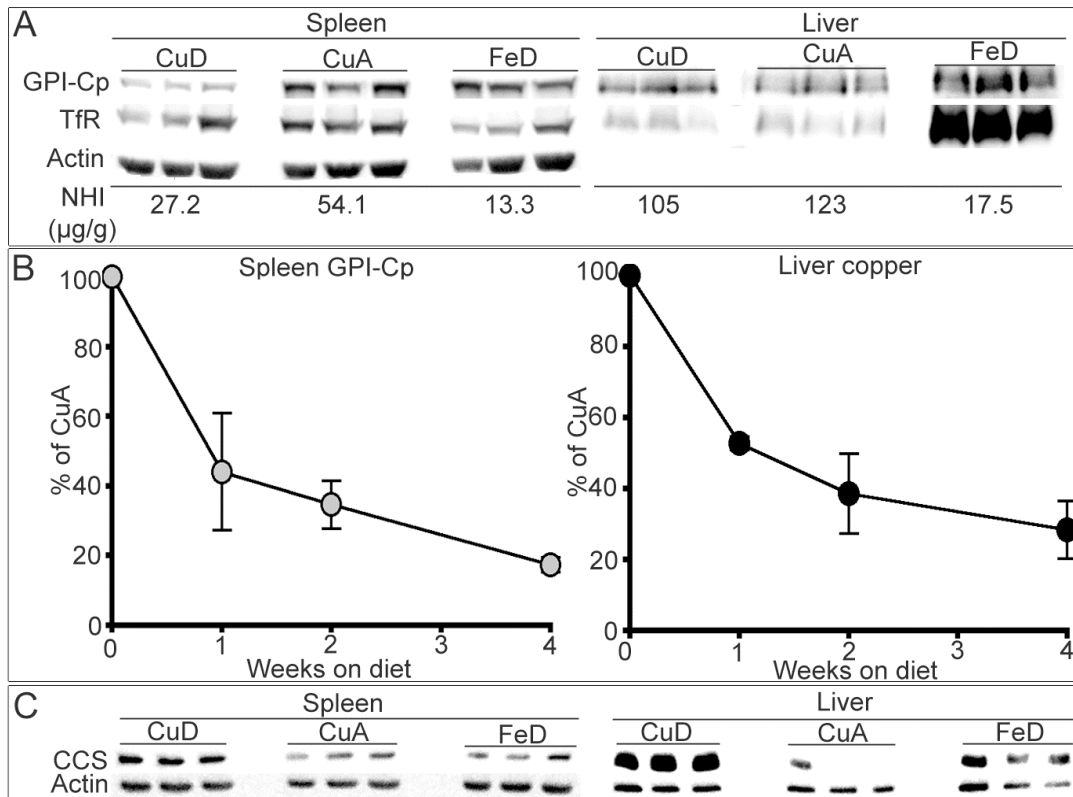 A
Spleen
Liver
CuD CuA FeD CuD CuA FeD
GPI-Cp
TfR
Actin
NHI 27.2 54.1 13.3 105 123 17.5
(µg/g)
B
Spleen GPI-Cp
Liver copper
100
80
60
40
20
0
% of CuA
0 1 2 3 4
Weeks on diet
100
80
60
40
20
0
% of CuA
0 1 2 3 4
Weeks on diet
C
Spleen
Liver
CuD CuA FeD CuD CuA FeD
CCS
Actin